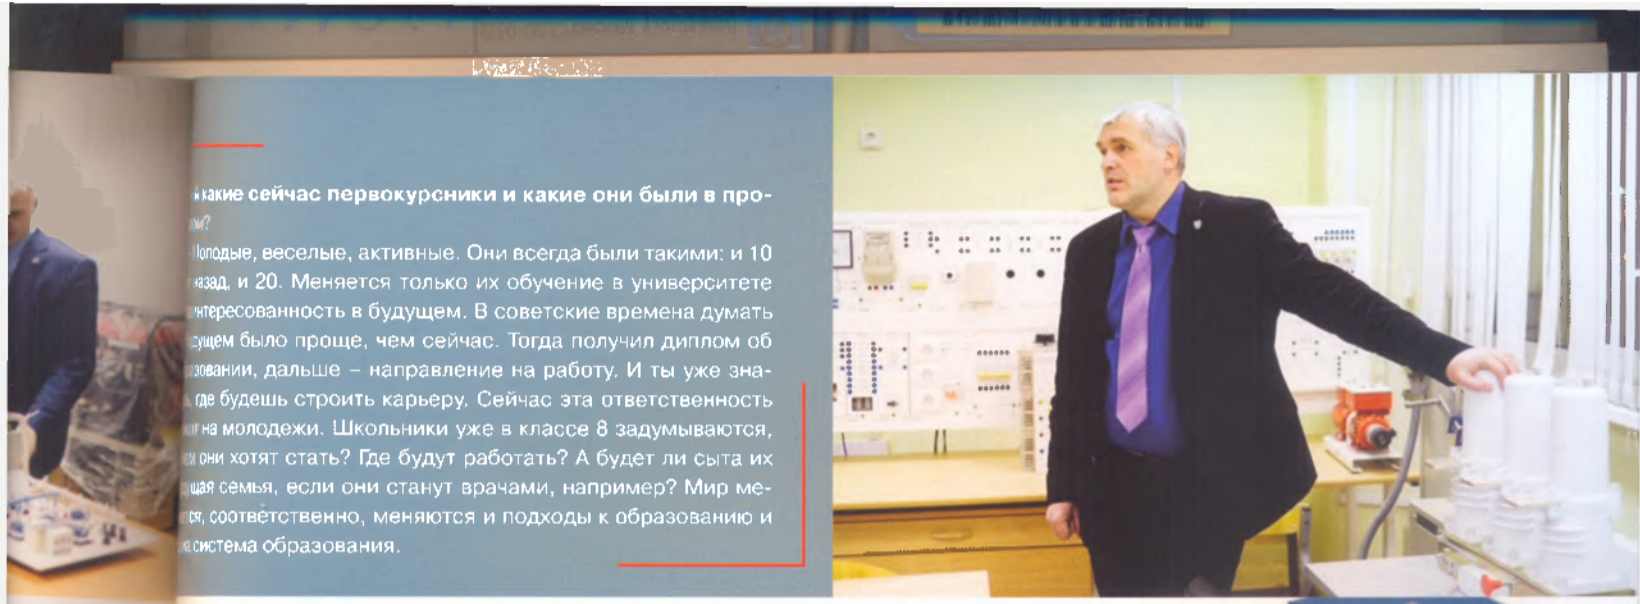 какие сейчас первокурсники и какие они были в про-
Молодые, веселые, активные. Они всегда были такими: и 10
назад, и 20. Меняется только их обучение в университете
интересованность в будущем. В советские времена думать
дущем было проще, чем сейчас. Тогда получил диплом об
зовании, дальше – направление на работу. И ты уже зна-
где будешь строить карьеру. Сейчас эта ответственность
на молодежи. Школьники уже в классе 8 задумываются,
они хотят стать? Где будут работать? А будет ли сыта их
щая семья, если они станут врачами, например? Мир ме-
соответственно, меняются и подходы к образованию и
система образования.